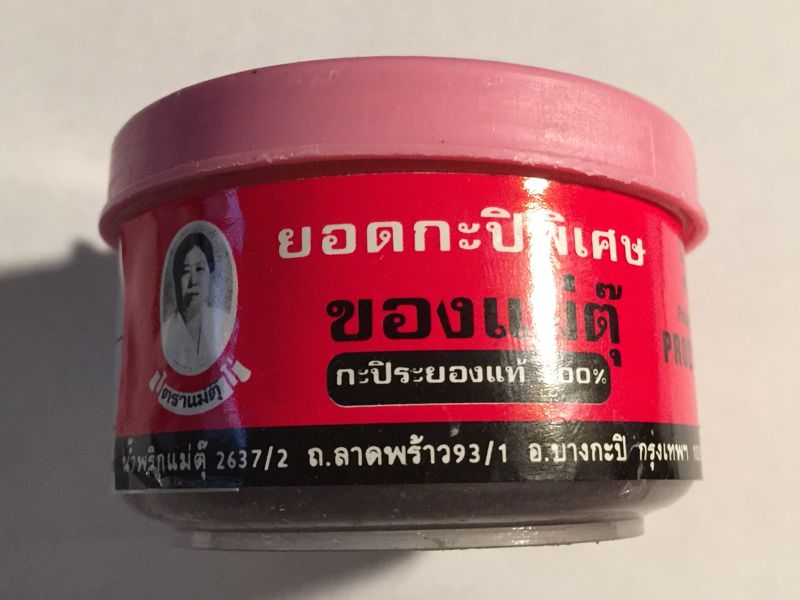 ยอดกะปิพิเศษ
ของแม่ตุ๊
กะปิระยองแท้ 100%
ตราแม่ตุ๊
น้ำพริกแม่ตุ๊ 2637/2 ถ.ลาดพร้าว93/1 อ.บางกะปิ กรุงเทพฯ